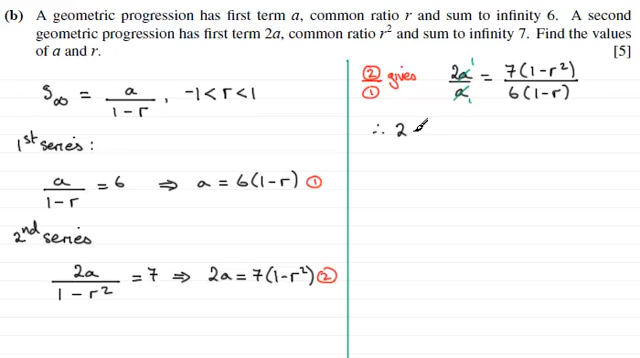 (b) A geometric progression has first term a, common ratio r and sum to infinity 6. A second
geometric progression has first term 2a, common ratio r² and sum to infinity 7. Find the values
of a and r. [5]
S∞ = a/(1 − r) , −1 < r < 1
1st series:
a/(1 − r) = 6 ⇒ a = 6(1−r) ①
2nd series
2a/(1 − r²) = 7 ⇒ 2a = 7(1−r²) ②
②/① gives 2a¹/a₁ = 7(1−r²)/6(1−r)
∴ 2